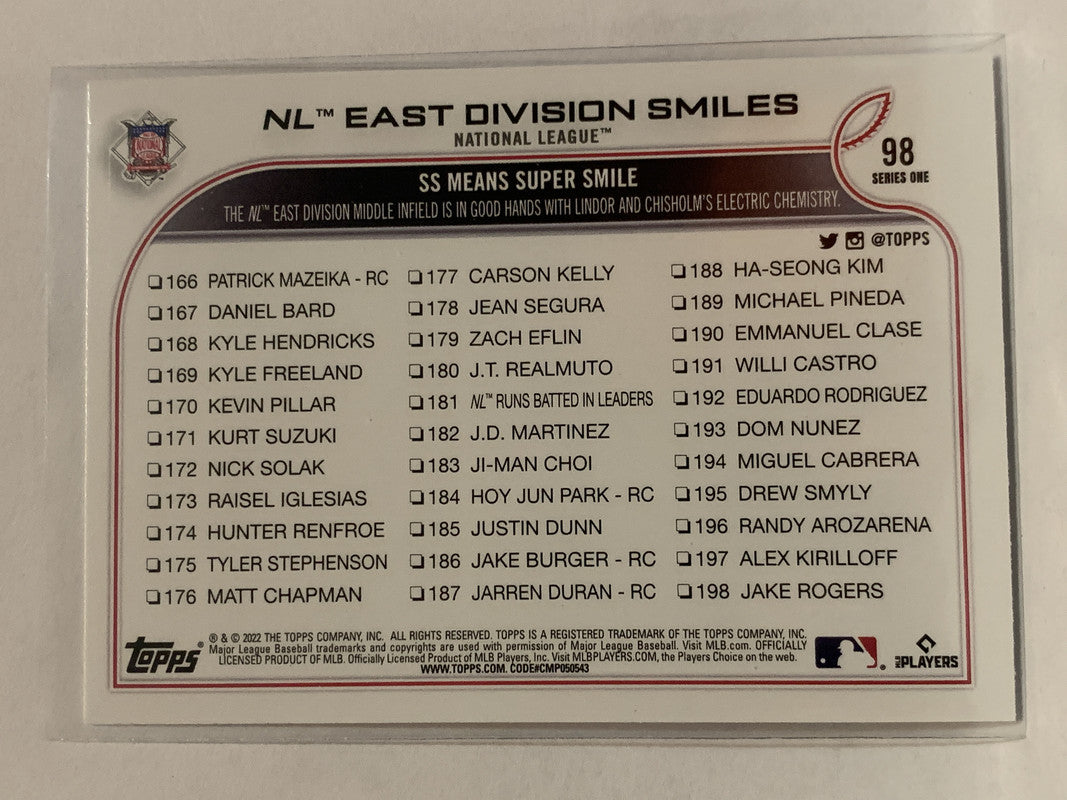 NL™ EAST DIVISION SMILES
NATIONAL LEAGUE™
98
SERIES ONE
SS MEANS SUPER SMILE
THE NL™ EAST DIVISION MIDDLE INFIELD IS IN GOOD HANDS WITH LINDOR AND CHISHOLM'S ELECTRIC CHEMISTRY.
@TOPPS
❏166 PATRICK MAZEIKA - RC
❏167 DANIEL BARD
❏168 KYLE HENDRICKS
❏169 KYLE FREELAND
❏170 KEVIN PILLAR
❏171 KURT SUZUKI
❏172 NICK SOLAK
❏173 RAISEL IGLESIAS
❏174 HUNTER RENFROE
❏175 TYLER STEPHENSON
❏176 MATT CHAPMAN
❏177 CARSON KELLY
❏178 JEAN SEGURA
❏179 ZACH EFLIN
❏180 J.T. REALMUTO
❏181 NL™ RUNS BATTED IN LEADERS
❏182 J.D. MARTINEZ
❏183 JI-MAN CHOI
❏184 HOY JUN PARK - RC
❏185 JUSTIN DUNN
❏186 JAKE BURGER - RC
❏187 JARREN DURAN - RC
❏188 HA-SEONG KIM
❏189 MICHAEL PINEDA
❏190 EMMANUEL CLASE
❏191 WILLI CASTRO
❏192 EDUARDO RODRIGUEZ
❏193 DOM NUNEZ
❏194 MIGUEL CABRERA
❏195 DREW SMYLY
❏196 RANDY AROZARENA
❏197 ALEX KIRILLOFF
❏198 JAKE ROGERS
topps®
® & © 2022 THE TOPPS COMPANY, INC. ALL RIGHTS RESERVED. TOPPS IS A REGISTERED TRADEMARK OF THE TOPPS COMPANY, INC.
Major League Baseball trademarks and copyrights are used with permission of Major League Baseball. Visit MLB.com. OFFICIALLY
LICENSED PRODUCT OF MLB. Officially Licensed Product of MLB Players, Inc. Visit MLBPLAYERS.COM, the Players Choice on the web.
WWW.TOPPS.COM. CODE#CMP050543
MLB PLAYERS